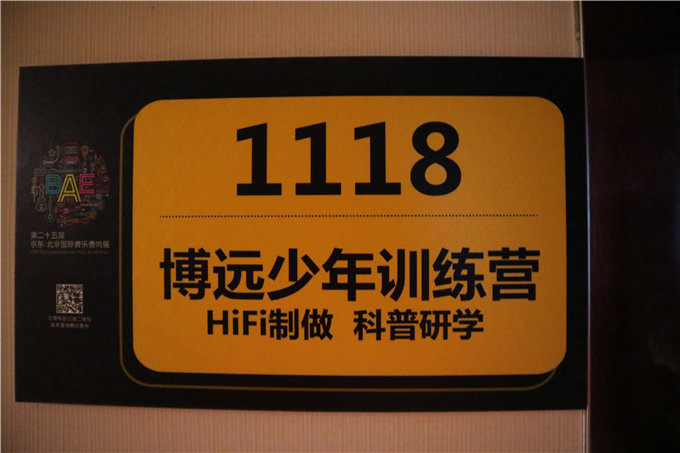 BAE
第二十五届
京东·北京国际音乐音响展
1118
博远少年训练营
HiFi制做 科普研学